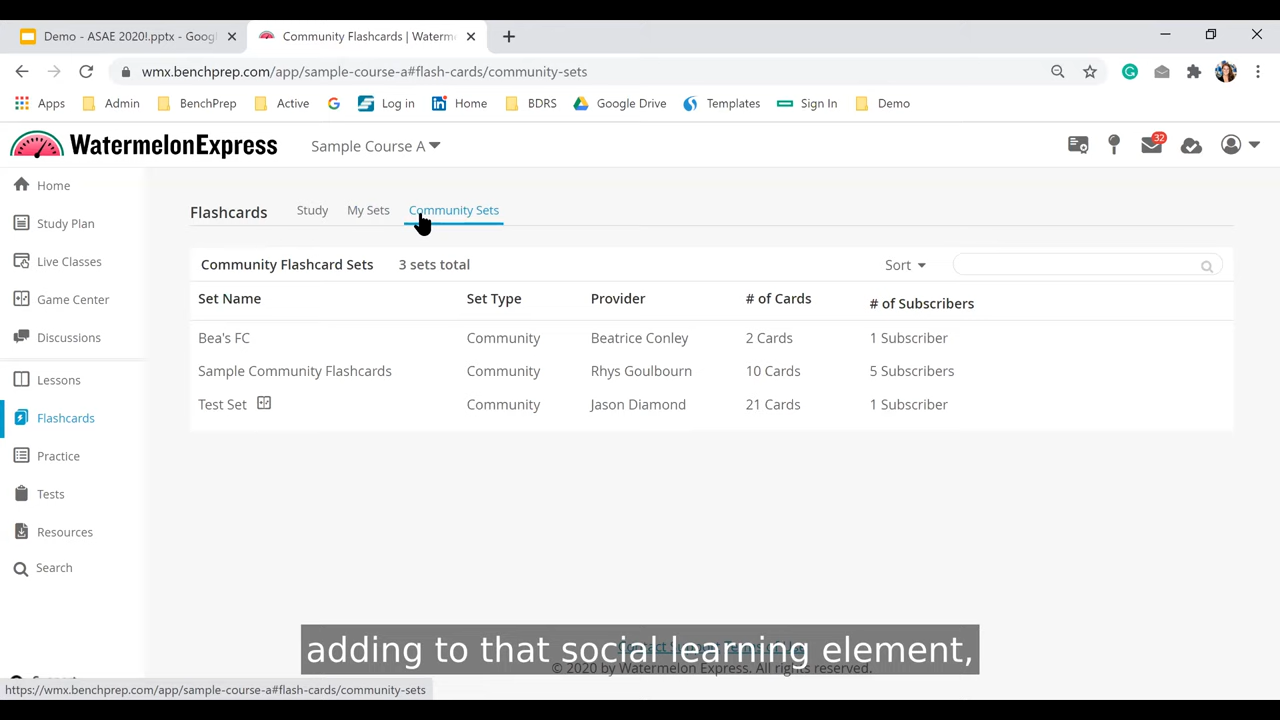 Demo - ASAE 2020!.pptx - Goog
Community Flashcards | Waterme
wmx.benchprep.com/app/sample-course-a#flash-cards/community-sets
Apps Admin BenchPrep Active Log in Home BDRS Google Drive Templates Sign In Demo
WatermelonExpress
Sample Course A
32
Home
Study Plan
Live Classes
Game Center
Discussions
Lessons
Flashcards
Practice
Tests
Resources
Search
Flashcards Study My Sets Community Sets
Community Flashcard Sets 3 sets total Sort
Set Name Set Type Provider # of Cards # of Subscribers
Bea's FC Community Beatrice Conley 2 Cards 1 Subscriber
Sample Community Flashcards Community Rhys Goulbourn 10 Cards 5 Subscribers
Test Set Community Jason Diamond 21 Cards 1 Subscriber
adding to that social learning element,
© 2020 by Watermelon Express. All rights reserved.
https://wmx.benchprep.com/app/sample-course-a#flash-cards/community-sets